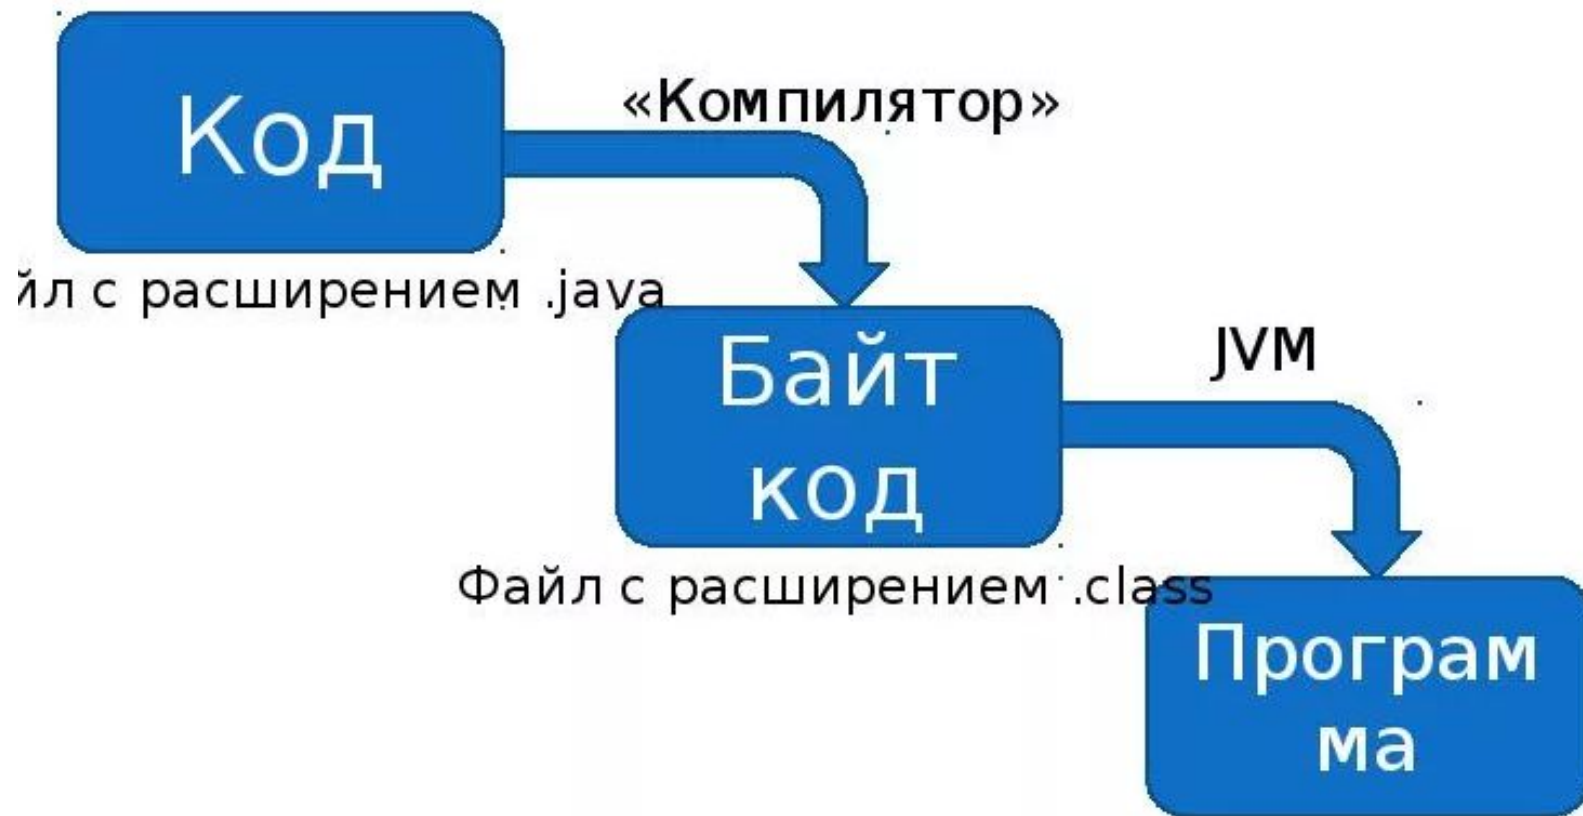 Код
«Компилятор»
йл с расширением .java
Байт
код
JVM
Файл с расширением .class
Програм
ма